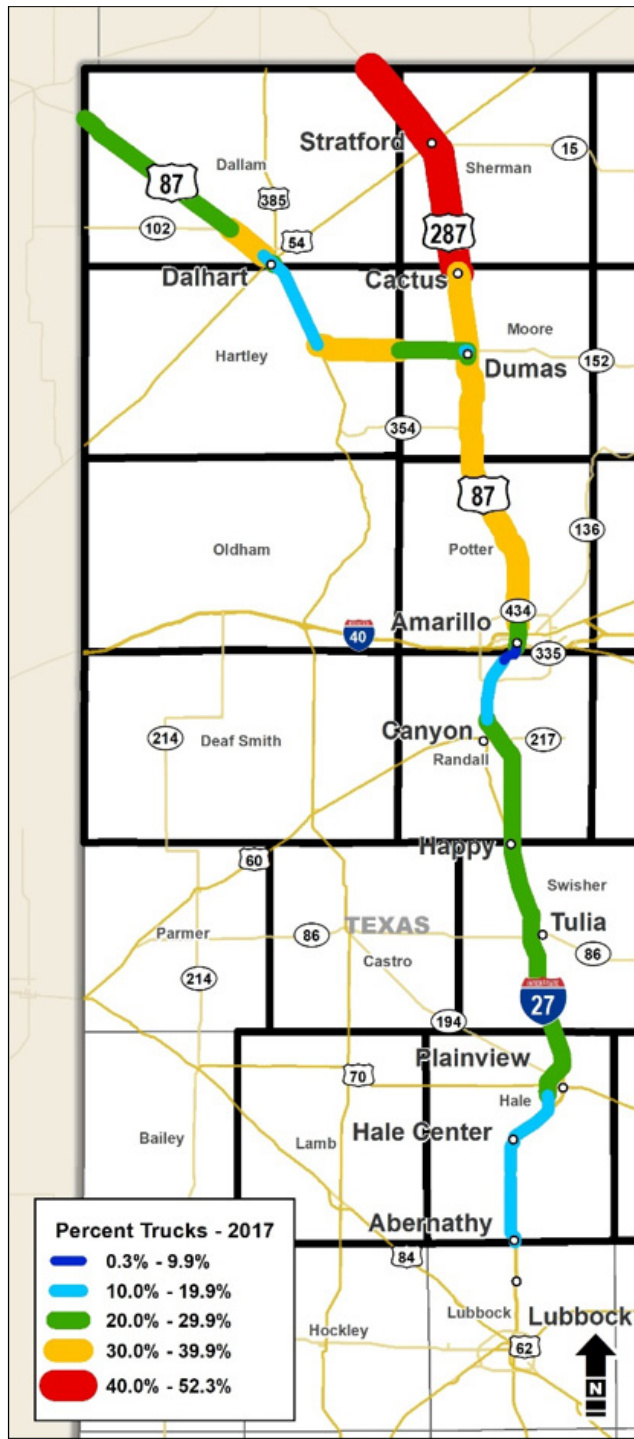 Stratford
15
Sherman
87
Dallam
385
102
54
287
Dalhart
Cactus
Moore
Hartley
Dumas
152
354
87
136
Oldham
Potter
434
Amarillo
40
335
214
Deaf Smith
Canyon
217
Randall
Happy
60
Swisher
Parmer
86
TEXAS
Tulia
86
Castro
214
27
194
Plainview
70
Hale
Bailey
Lamb
Hale Center
Abernathy
84
Lubbock
Lubbock
Hockley
62
N
Percent Trucks - 2017
0.3% - 9.9%
10.0% - 19.9%
20.0% - 29.9%
30.0% - 39.9%
40.0% - 52.3%